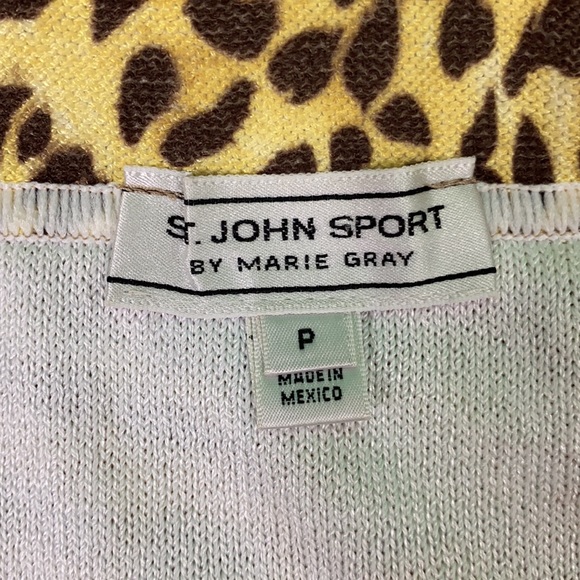 ST. JOHN SPORT
BY MARIE GRAY
P
MADE IN
MEXICO